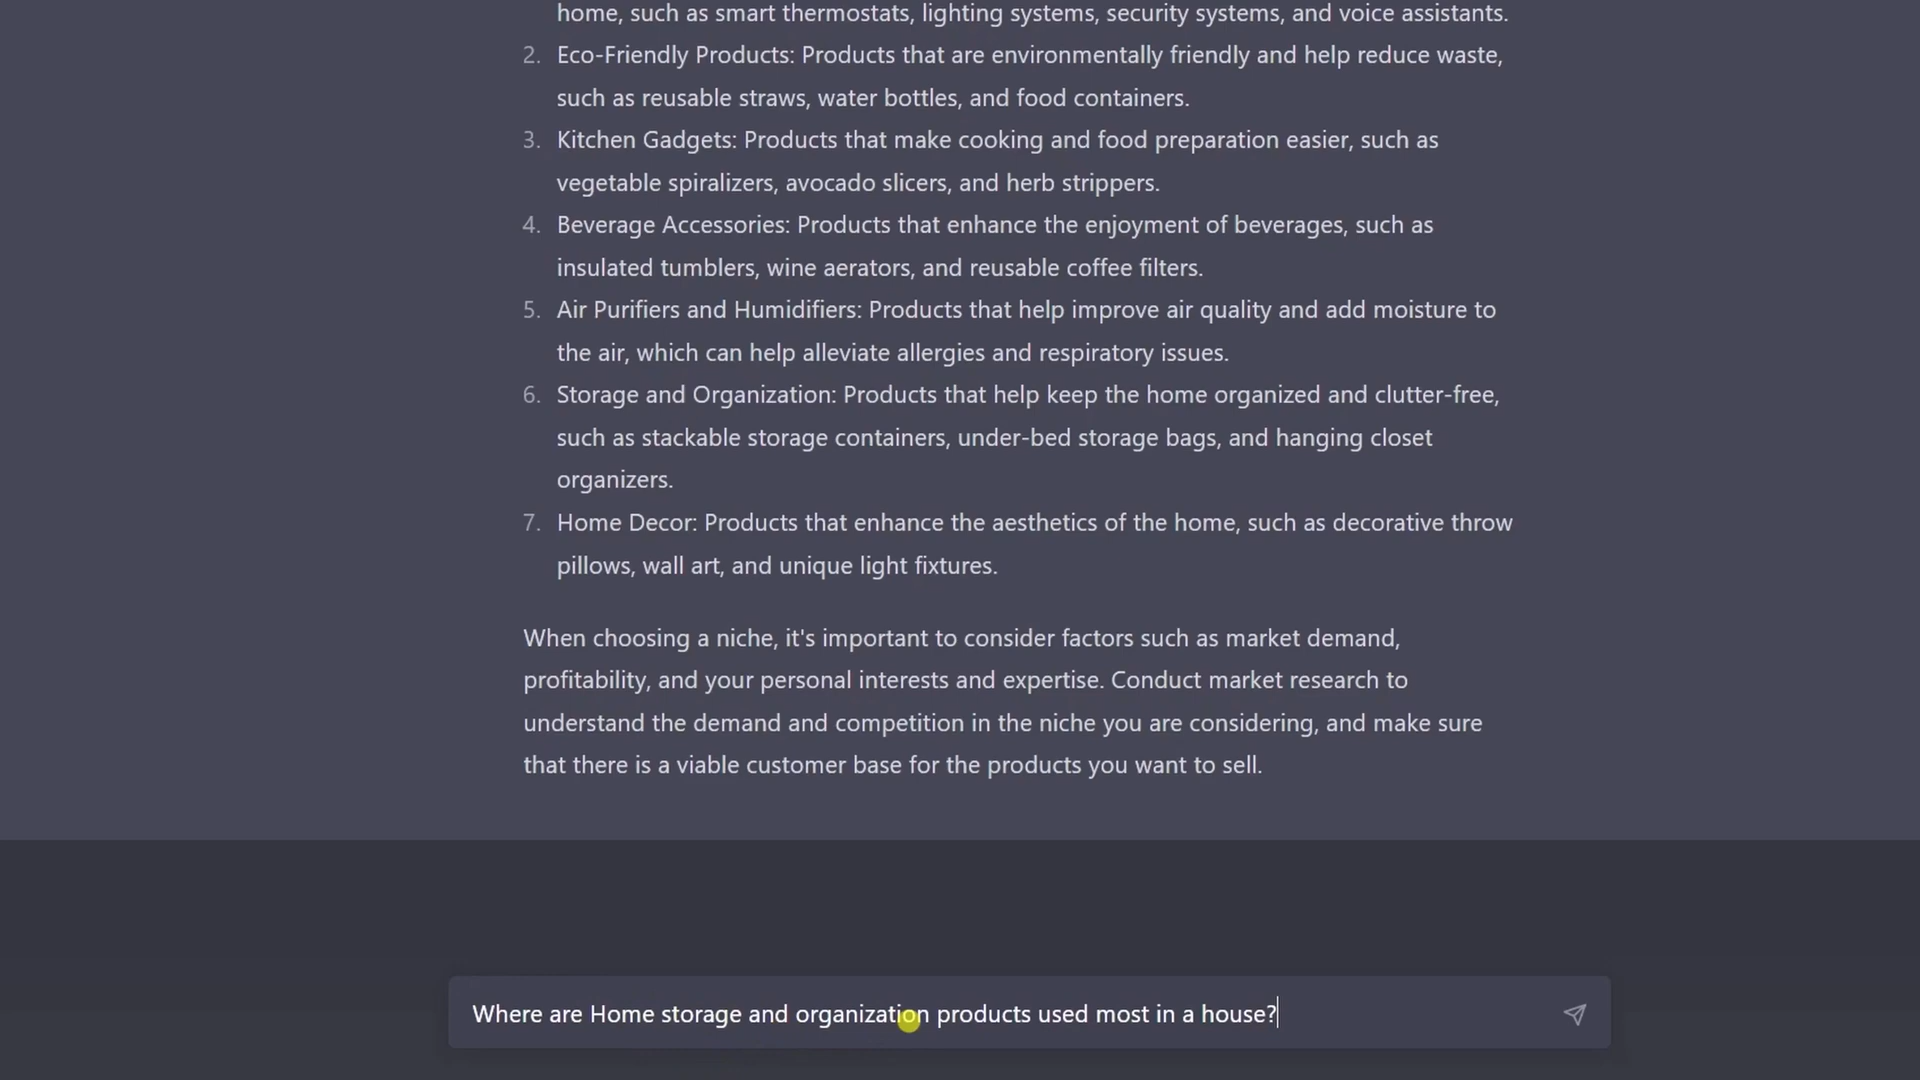 home, such as smart thermostats, lighting systems, security systems, and voice assistants.
2. Eco-Friendly Products: Products that are environmentally friendly and help reduce waste,
such as reusable straws, water bottles, and food containers.
3. Kitchen Gadgets: Products that make cooking and food preparation easier, such as
vegetable spiralizers, avocado slicers, and herb strippers.
4. Beverage Accessories: Products that enhance the enjoyment of beverages, such as
insulated tumblers, wine aerators, and reusable coffee filters.
5. Air Purifiers and Humidifiers: Products that help improve air quality and add moisture to
the air, which can help alleviate allergies and respiratory issues.
6. Storage and Organization: Products that help keep the home organized and clutter-free,
such as stackable storage containers, under-bed storage bags, and hanging closet
organizers.
7. Home Decor: Products that enhance the aesthetics of the home, such as decorative throw
pillows, wall art, and unique light fixtures.
When choosing a niche, it's important to consider factors such as market demand,
profitability, and your personal interests and expertise. Conduct market research to
understand the demand and competition in the niche you are considering, and make sure
that there is a viable customer base for the products you want to sell.
Where are Home storage and organization products used most in a house?